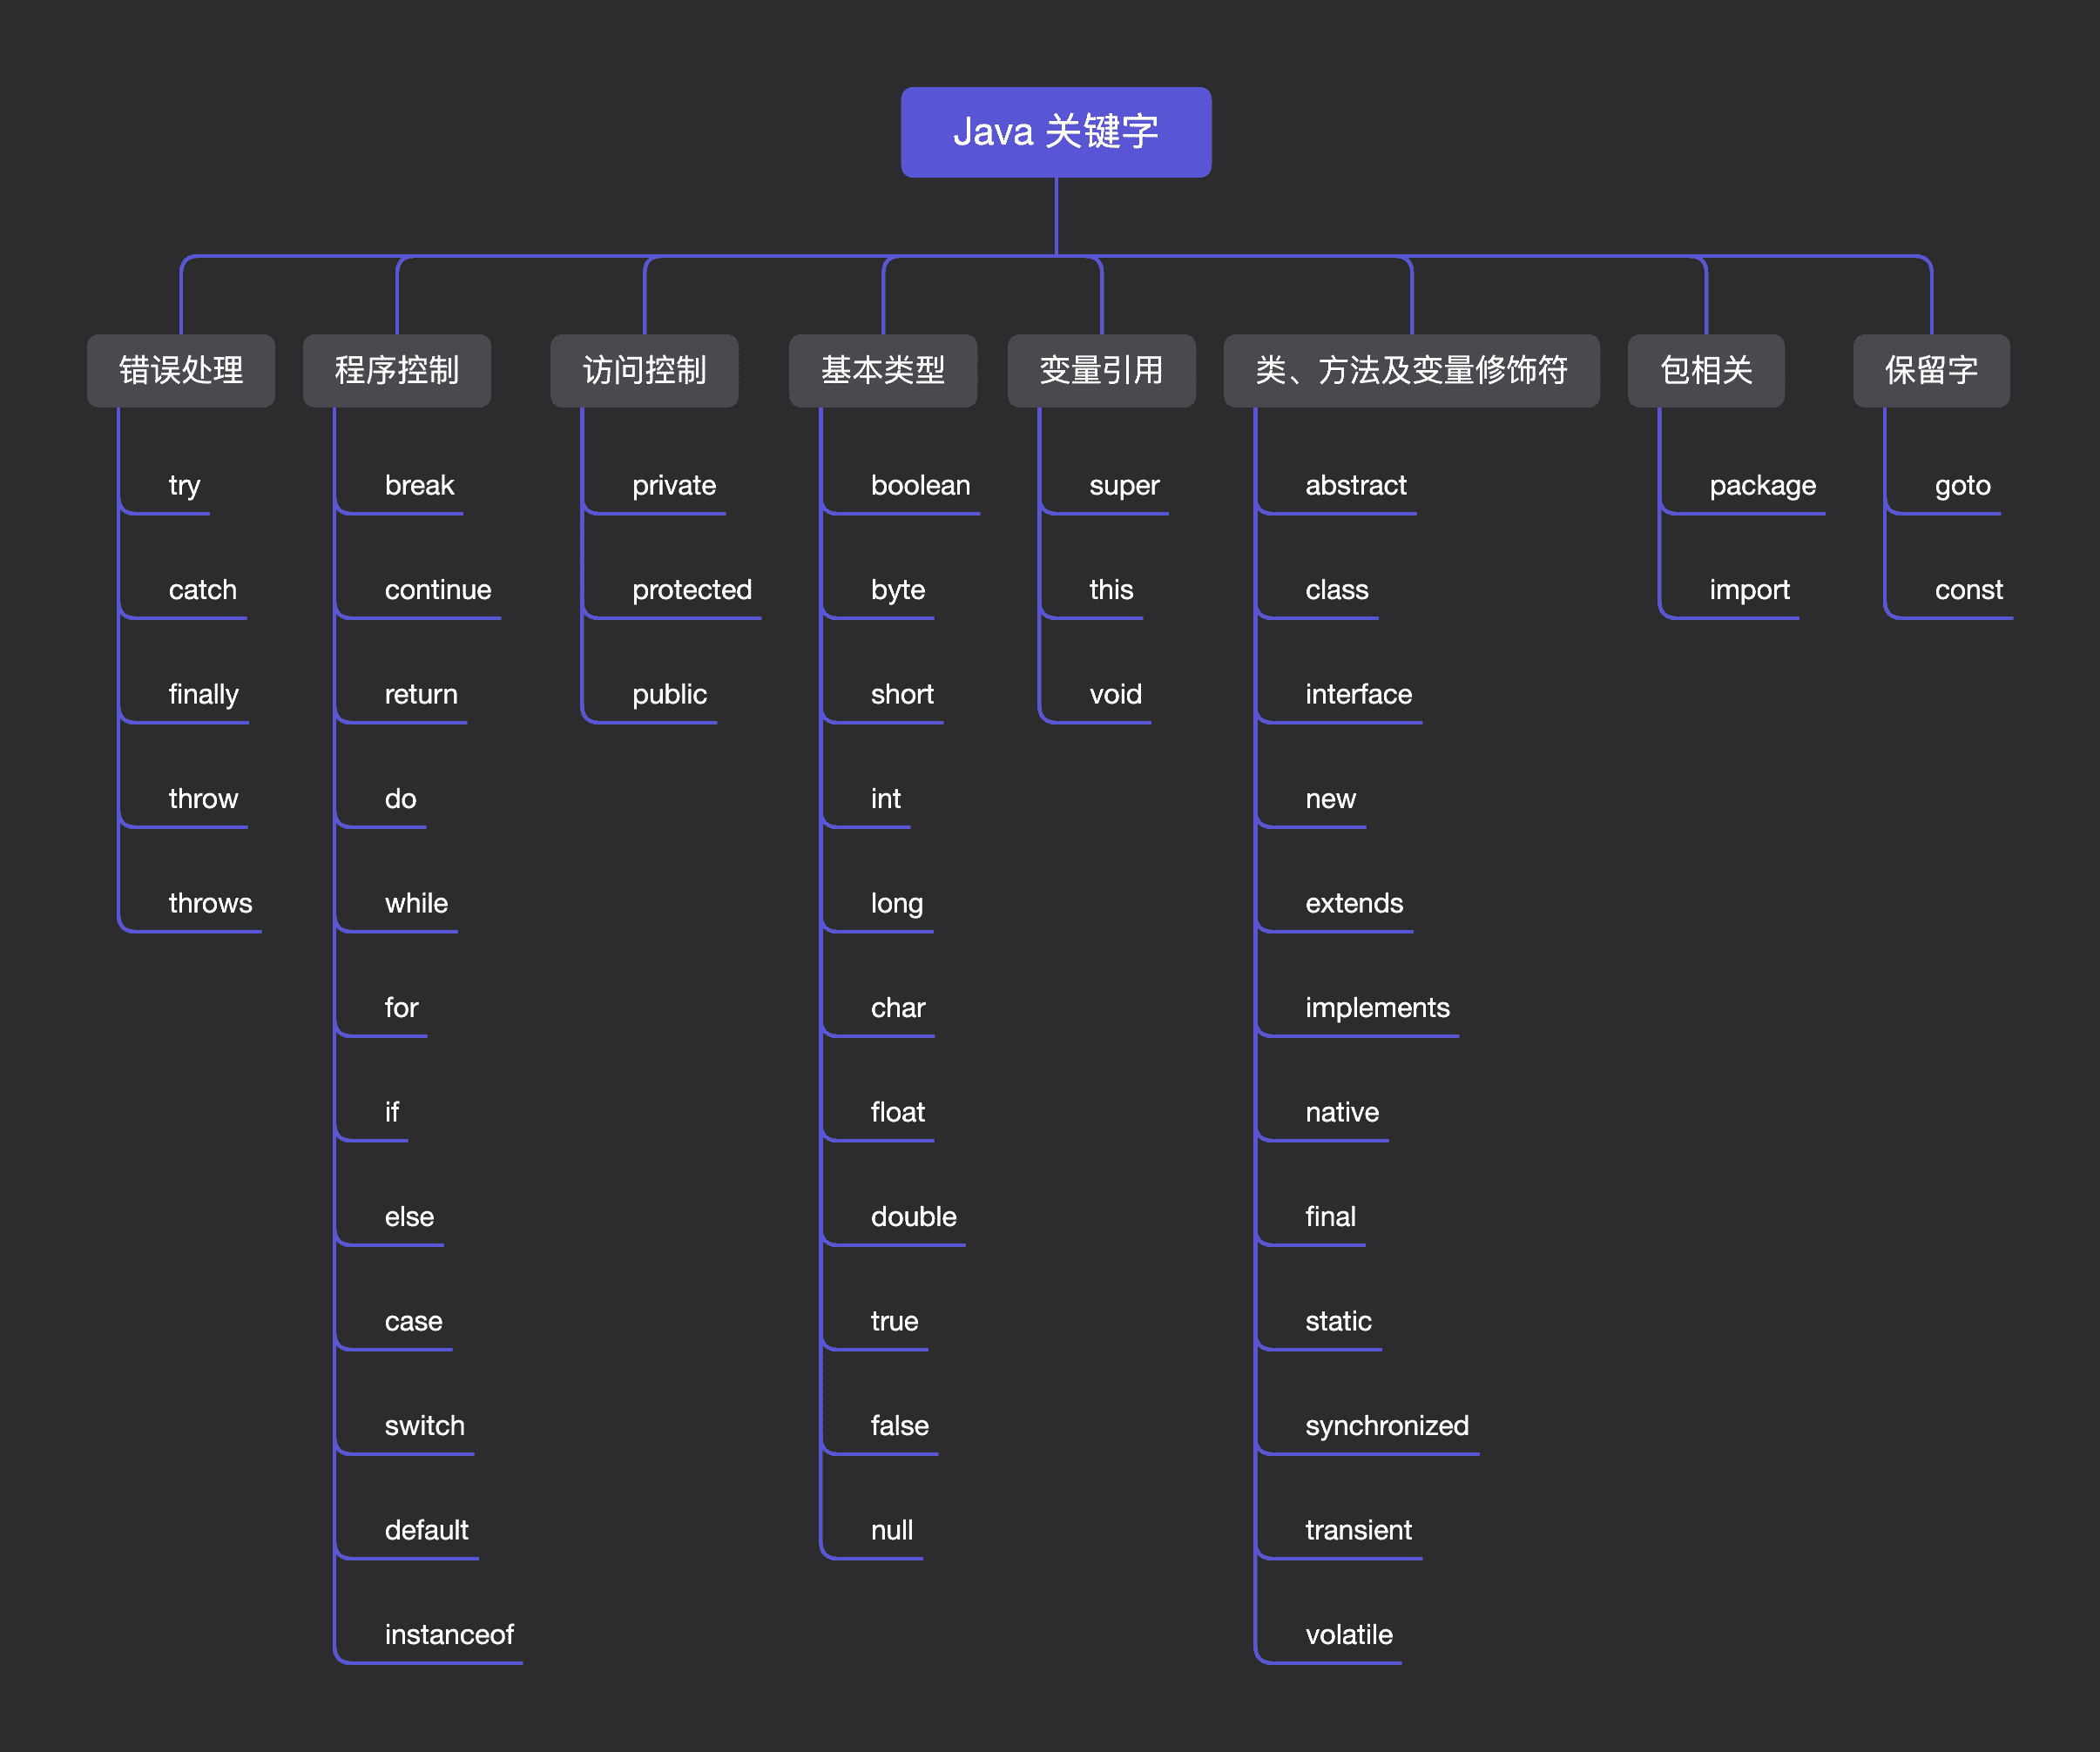 Java 关键字
错误处理
try
catch
finally
throw
throws
程序控制
break
continue
return
do
while
for
if
else
case
switch
default
instanceof
访问控制
private
protected
public
基本类型
boolean
byte
short
int
long
char
float
double
true
false
null
变量引用
super
this
void
类、方法及变量修饰符
abstract
class
interface
new
extends
implements
native
final
static
synchronized
transient
volatile
包相关
package
import
保留字
goto
const